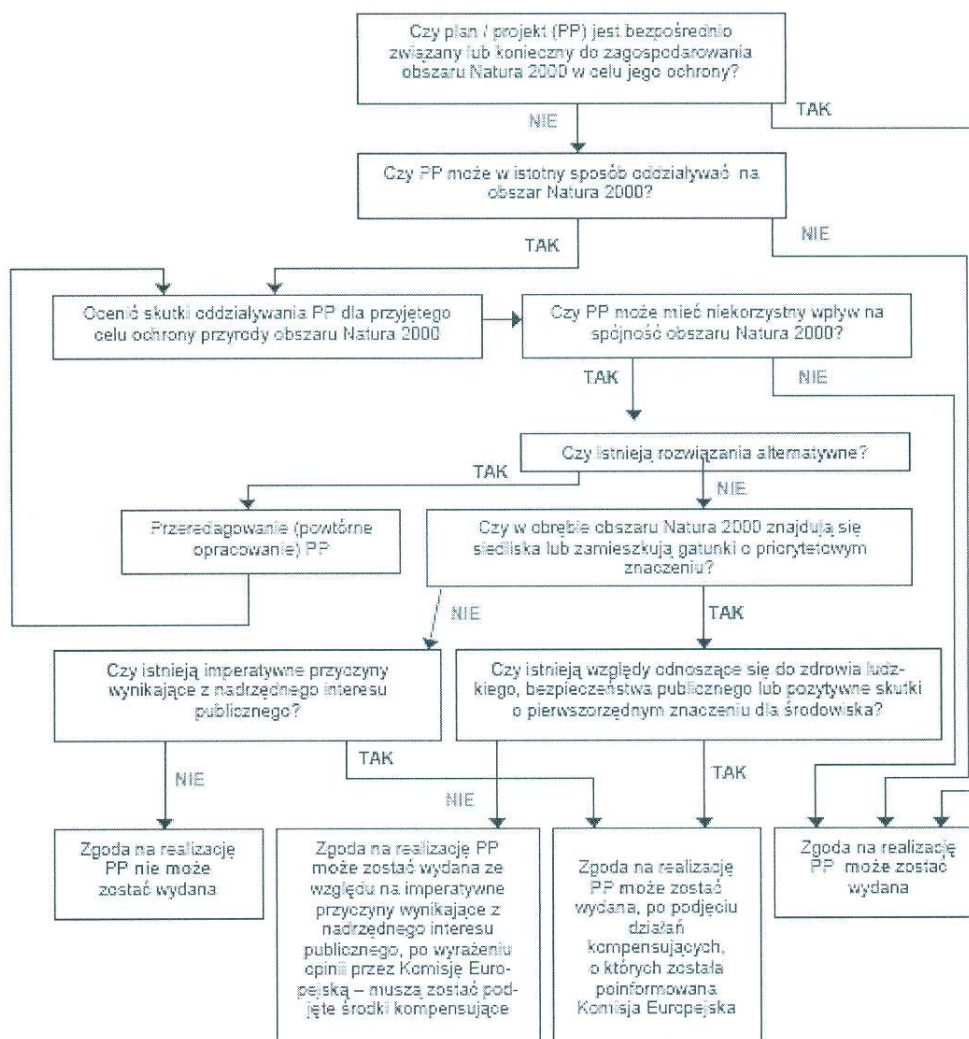 Czy plan / projekt (PP) jest bezpośrednio
związany lub konieczny do zagospodarowania
obszaru Natura 2000 w celu jego ochrony?
NIE
TAK
Czy PP może w istotny sposób oddziaływać na
obszar Natura 2000?
TAK
NIE
Ocenić skutki oddziaływania PP dla przyjętego
celu ochrony przyrody obszaru Natura 2000
Czy PP może mieć niekorzystny wpływ na
spójność obszaru Natura 2000?
TAK
NIE
Czy istnieją rozwiązania alternatywne?
TAK
NIE
Przeredagowanie (powtórne
opracowanie) PP
Czy w obrębie obszaru Natura 2000 znajdują się
siedliska lub zamieszkują gatunki o priorytetowym
znaczeniu?
NIE
TAK
Czy istnieją imperatywne przyczyny
wynikające z nadrzędnego interesu
publicznego?
Czy istnieją względy odnoszące się do zdrowia ludz-
kiego, bezpieczeństwa publicznego lub pozytywne skutki
o pierwszorzędnym znaczeniu dla środowiska?
NIE
TAK
NIE
TAK
Zgoda na realizację
PP nie może
zostać wydana
Zgoda na realizację PP
może zostać wydana ze
względu na imperatywne
przyczyny wynikające z
nadrzędnego interesu
publicznego, po wyrażeniu
opinii przez Komisję Euro-
pejską – muszą zostać pod-
jęte środki kompensujące
Zgoda na realizację
PP może zostać
wydana, po podjęciu
działań
kompensujących,
o których została
poinformowana
Komisja Europejska
Zgoda na realizację
PP może zostać
wydana